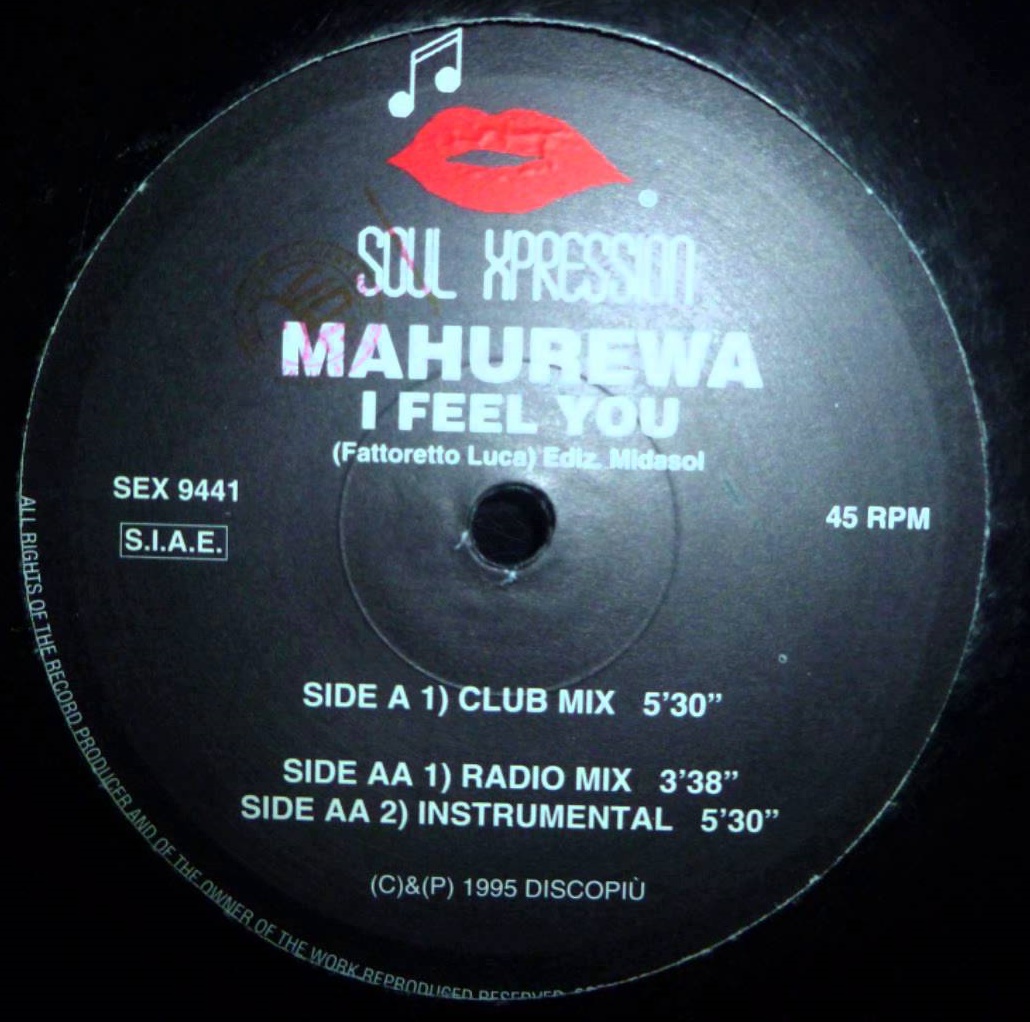 SOUL XPRESSION
MAHUREWA
I FEEL YOU
(Fattoretto Luca) Ediz. Midasol
SEX 9441
S.I.A.E.
45 RPM
SIDE A 1) CLUB MIX 5'30”
SIDE AA 1) RADIO MIX 3'38”
SIDE AA 2) INSTRUMENTAL 5'30”
(C)&(P) 1995 DISCOPIÙ
ALL RIGHTS OF THE RECORD PRODUCER AND OF THE OWNER OF THE WORK REPRODUCED RESERVED